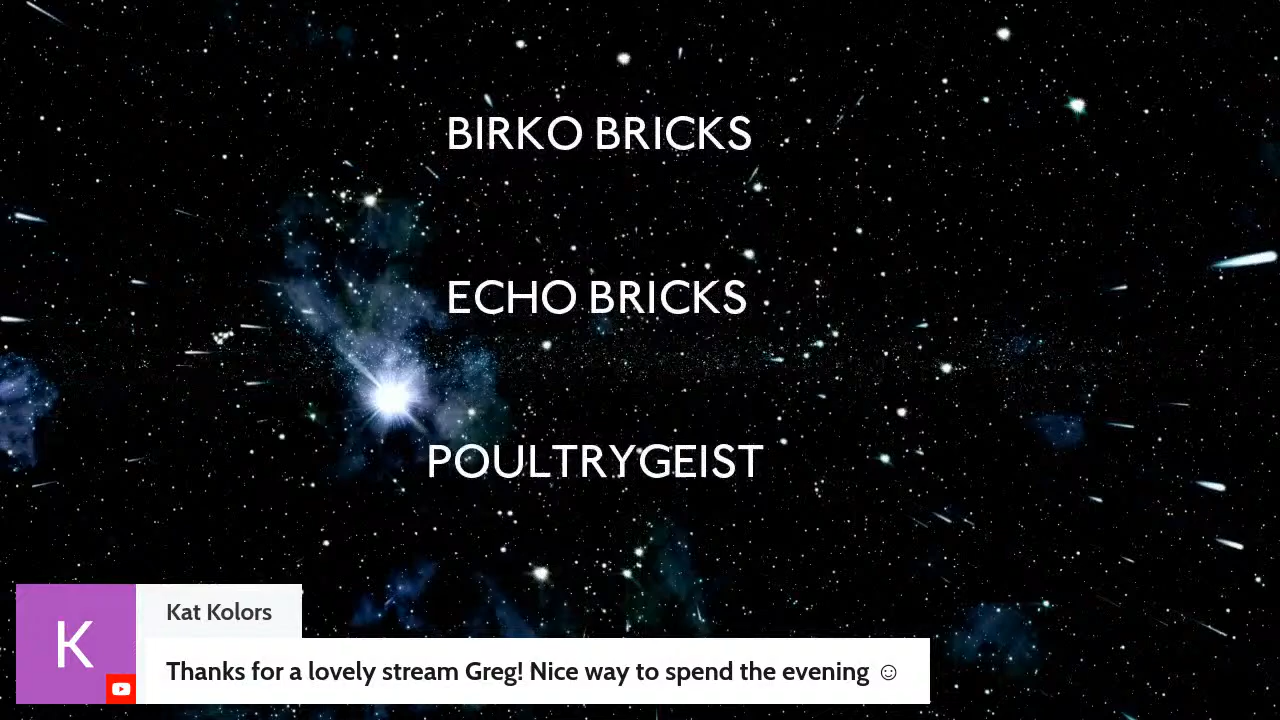 BIRKO BRICKS
ECHO BRICKS
POULTRYGEIST
K
Kat Kolors
Thanks for a lovely stream Greg! Nice way to spend the evening ☺